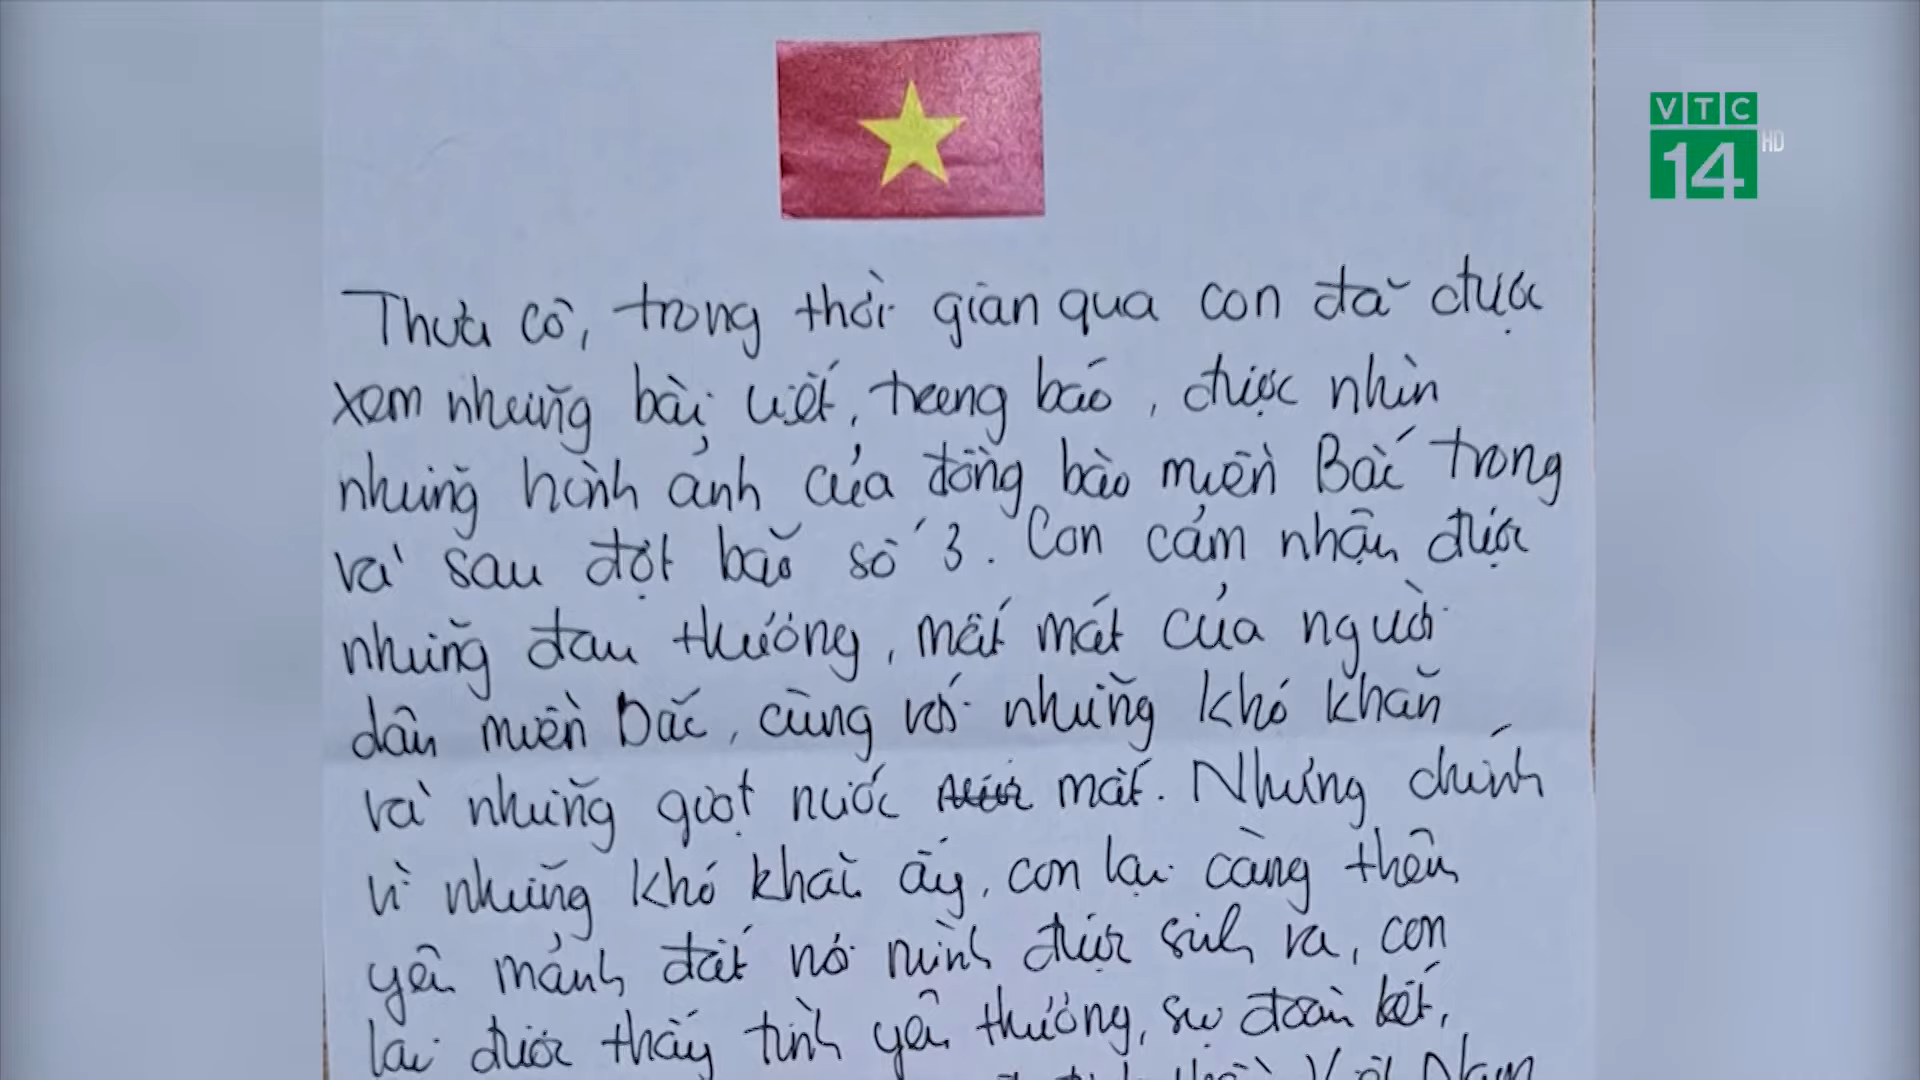 VTC
14 HD
Thưa cô, trong thời gian qua con đã được
xem những bài viết, trang báo, được nhìn
những hình ảnh của đồng bào miền Bắc trong
và sau đợt bão số 3. Con cảm nhận được
những đau thương, mất mát của người
dân miền Bắc, cùng với những khó khăn
và những giọt nước mắt. Nhưng chính
vì những khó khăn ấy, con lại càng thêm
yêu mảnh đất nơi mình được sinh ra, con
lại được thấy tình yêu thương, sự đoàn kết,
Việt Nam